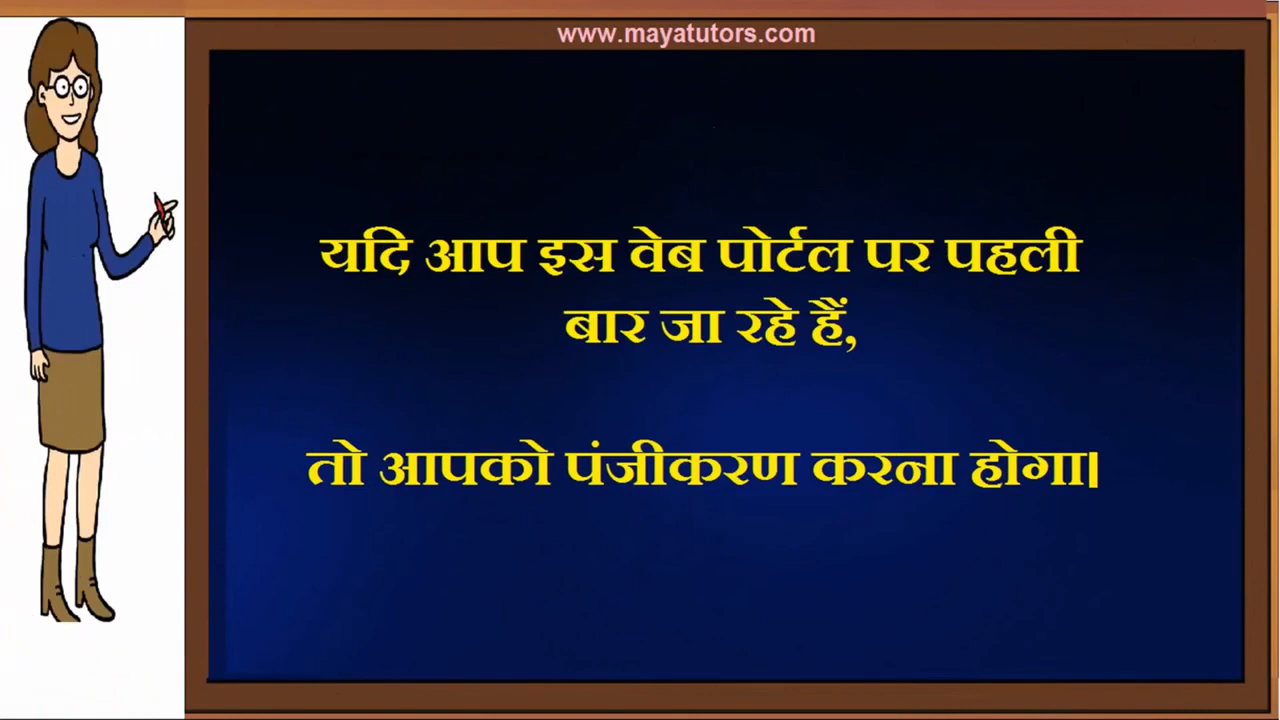 www.mayatutors.com
यदि आप इस वेब पोर्टल पर पहली
बार जा रहे हैं,
तो आपको पंजीकरण करना होगा।